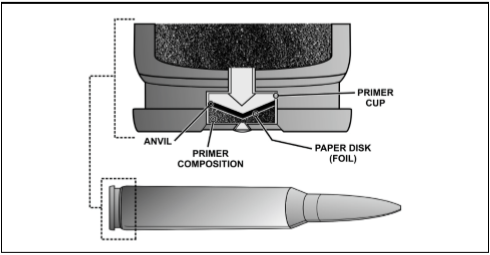 PRIMER
CUP
ANVIL
PRIMER
COMPOSITION
PAPER DISK
(FOIL)